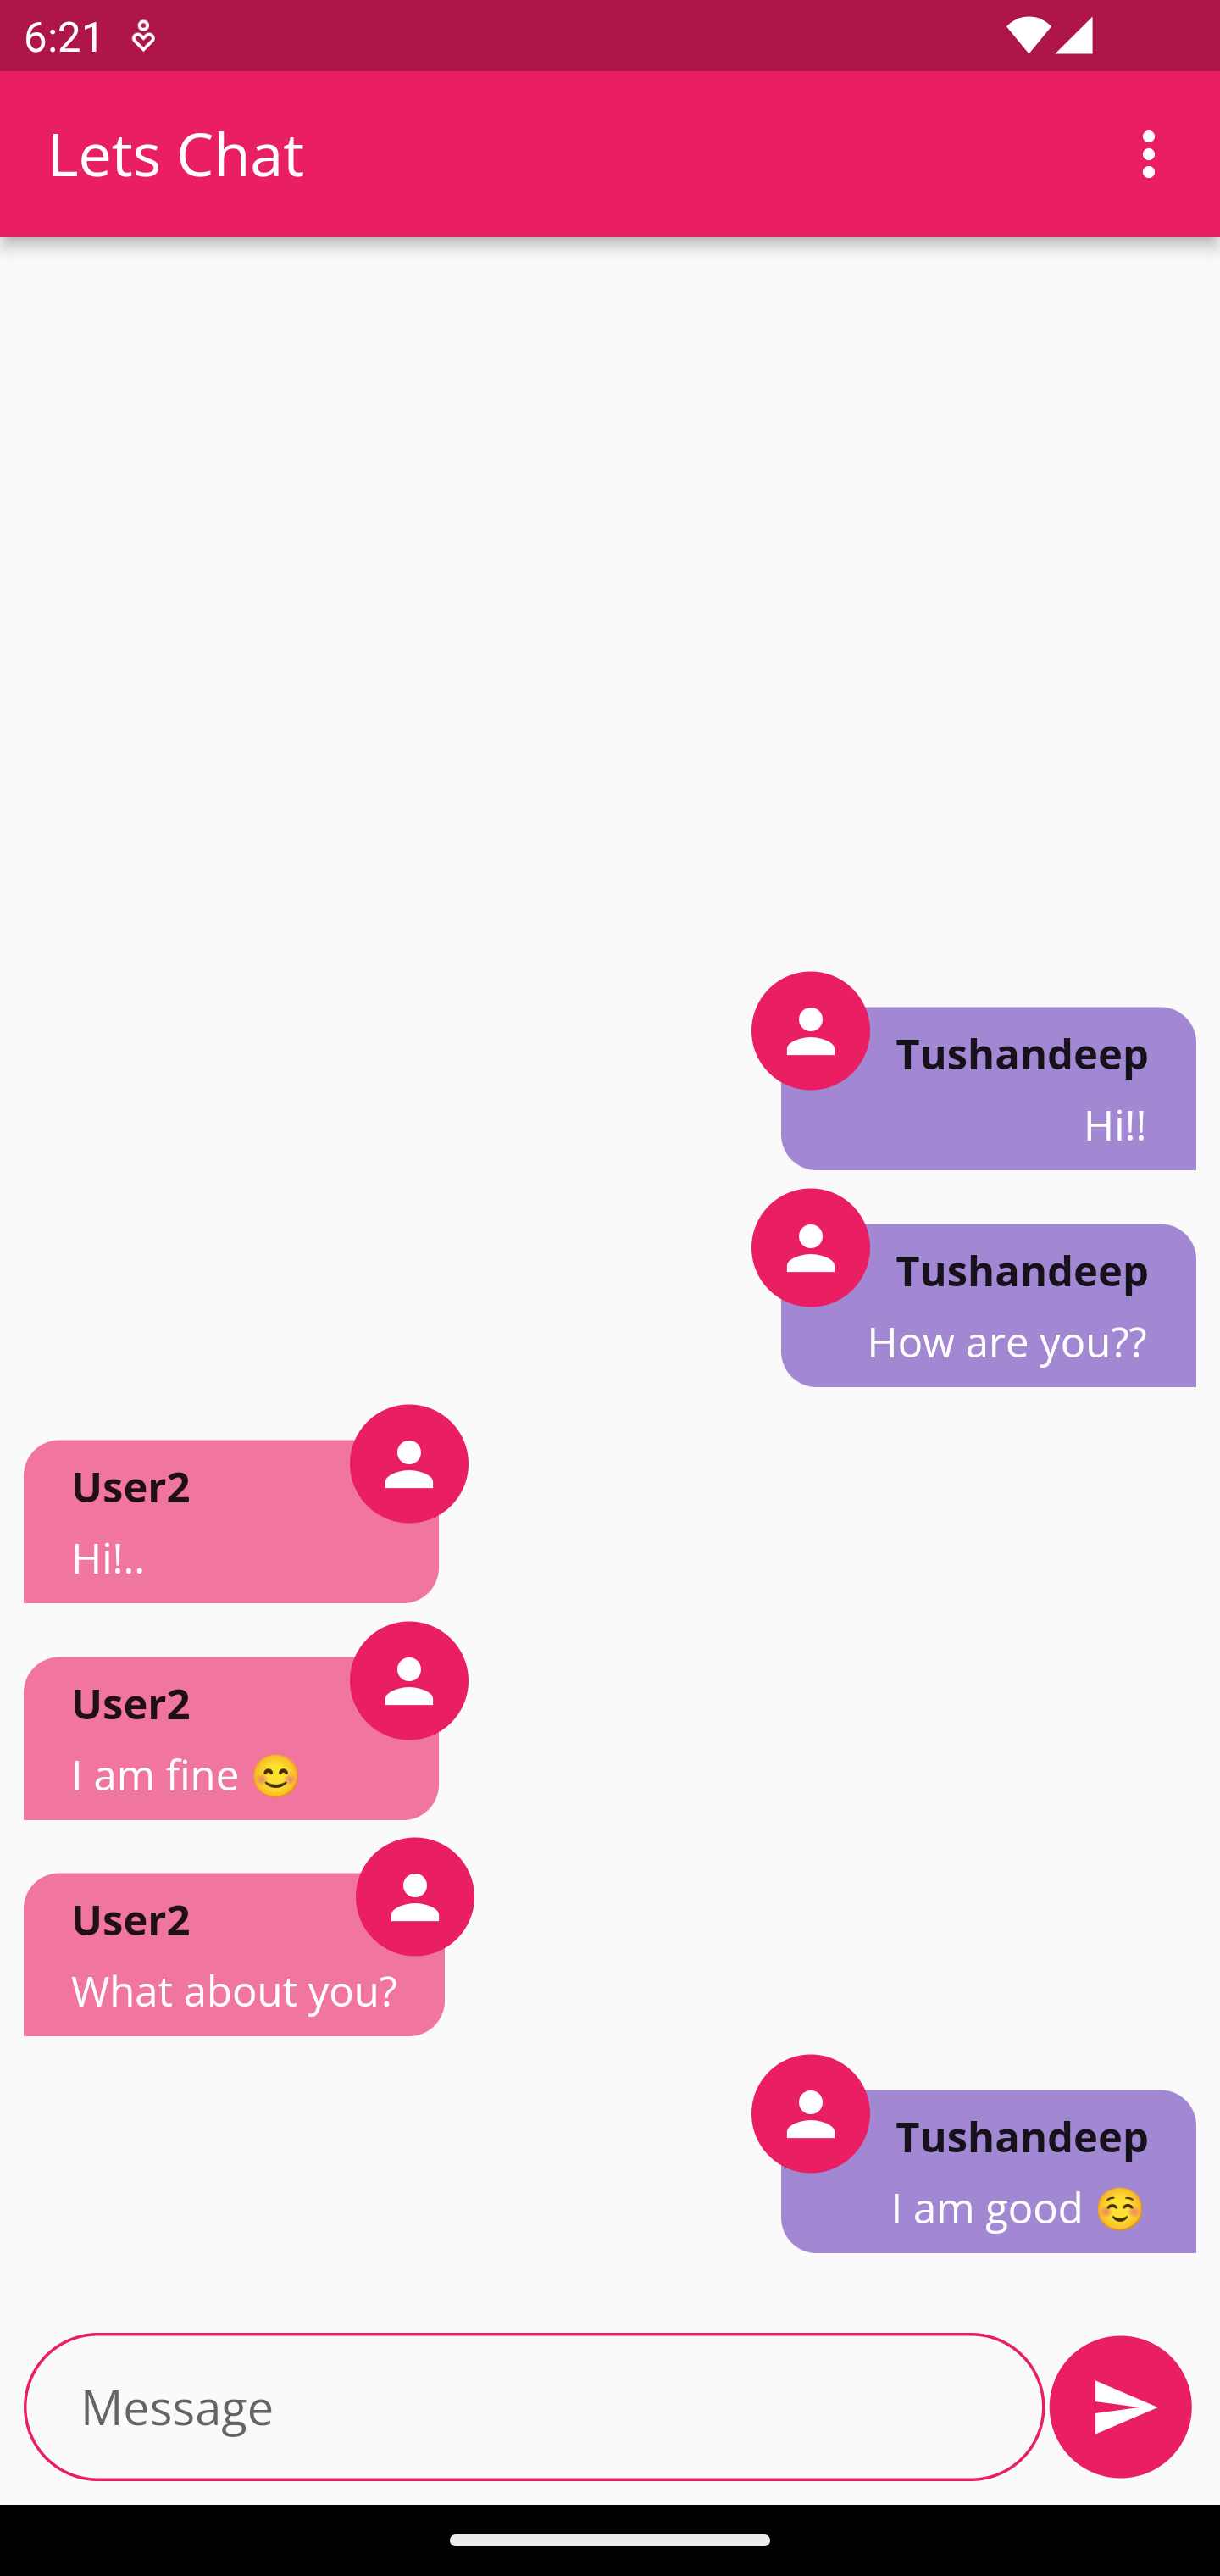 6:21
Lets Chat
Tushandeep
Hi!!
Tushandeep
How are you??
User2
Hi!..
User2
I am fine 😊
User2
What about you?
Tushandeep
I am good ☺️
Message